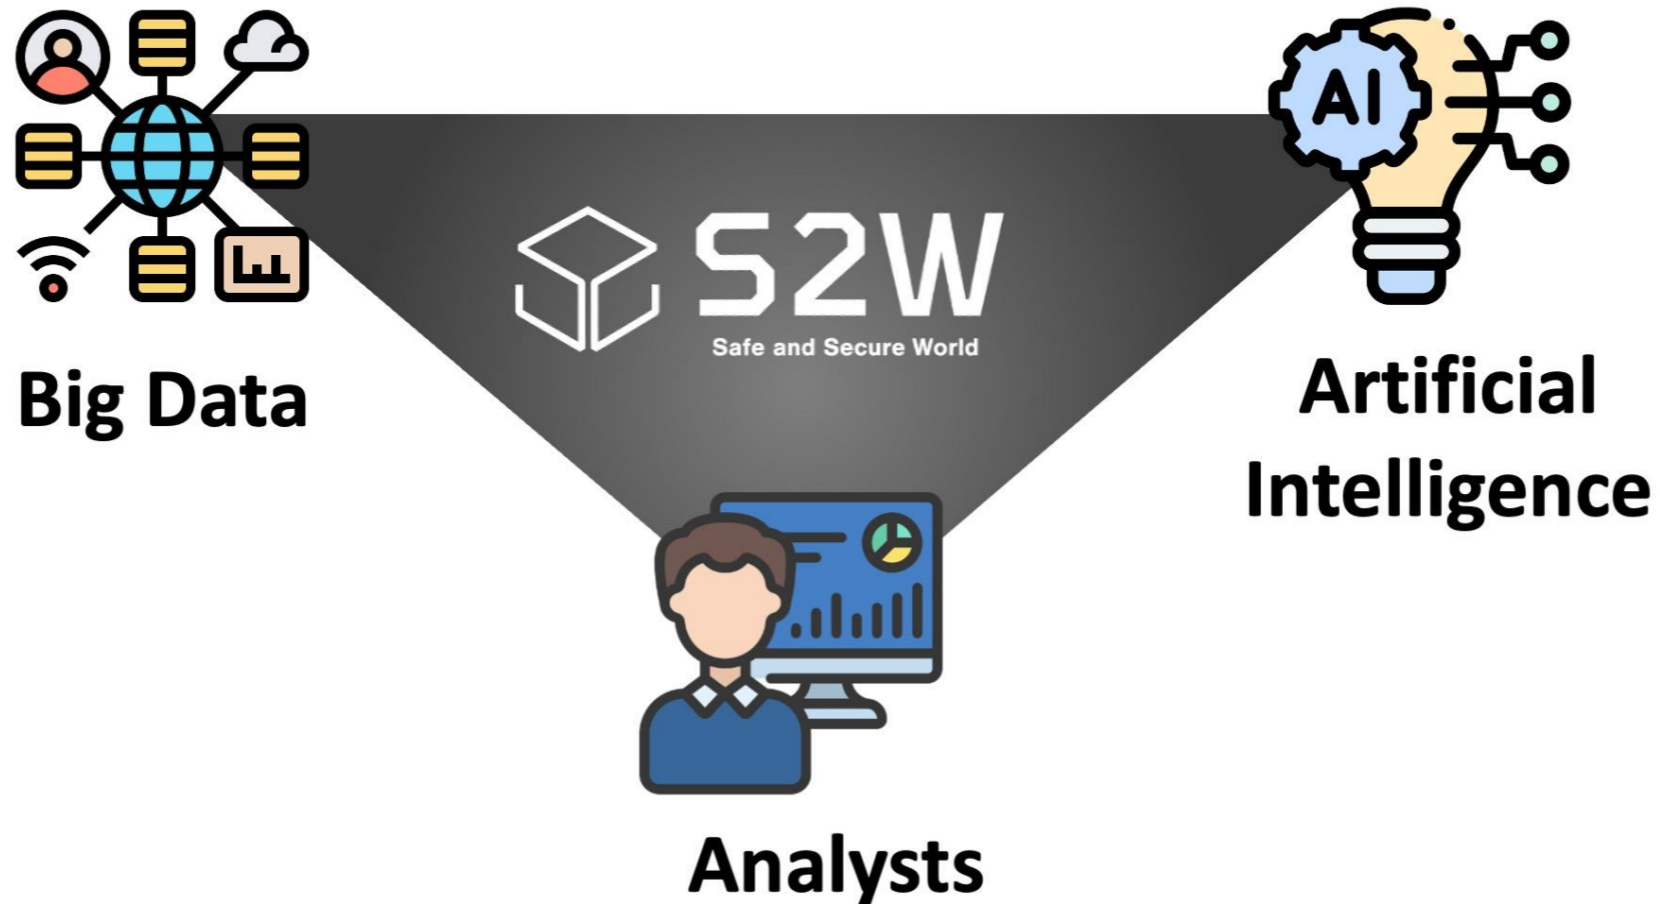 AI
S2W
Safe and Secure World
Big Data
Artificial
Intelligence
Analysts